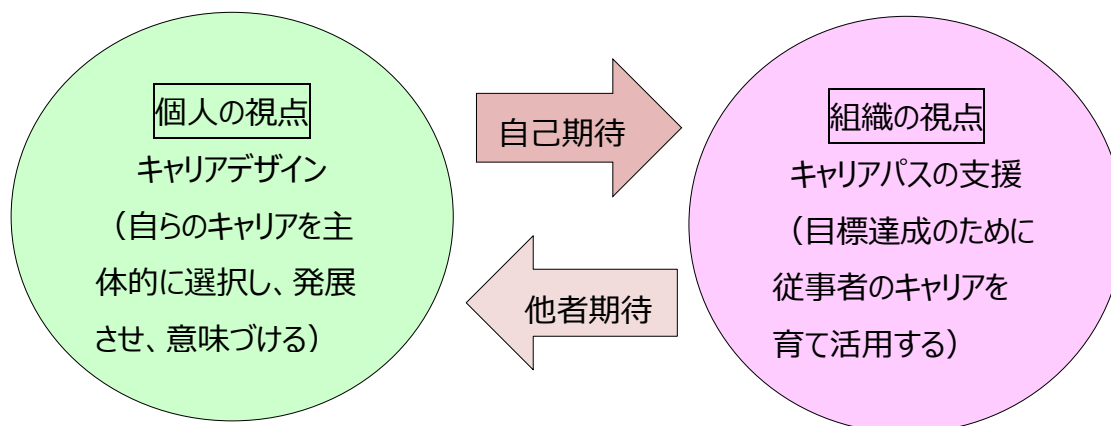 個人の視点
キャリアデザイン
（自らのキャリアを主
体的に選択し、発展
させ、意味づける）
自己期待
他者期待
組織の視点
キャリアパスの支援
（目標達成のために
従事者のキャリアを
育て活用する）